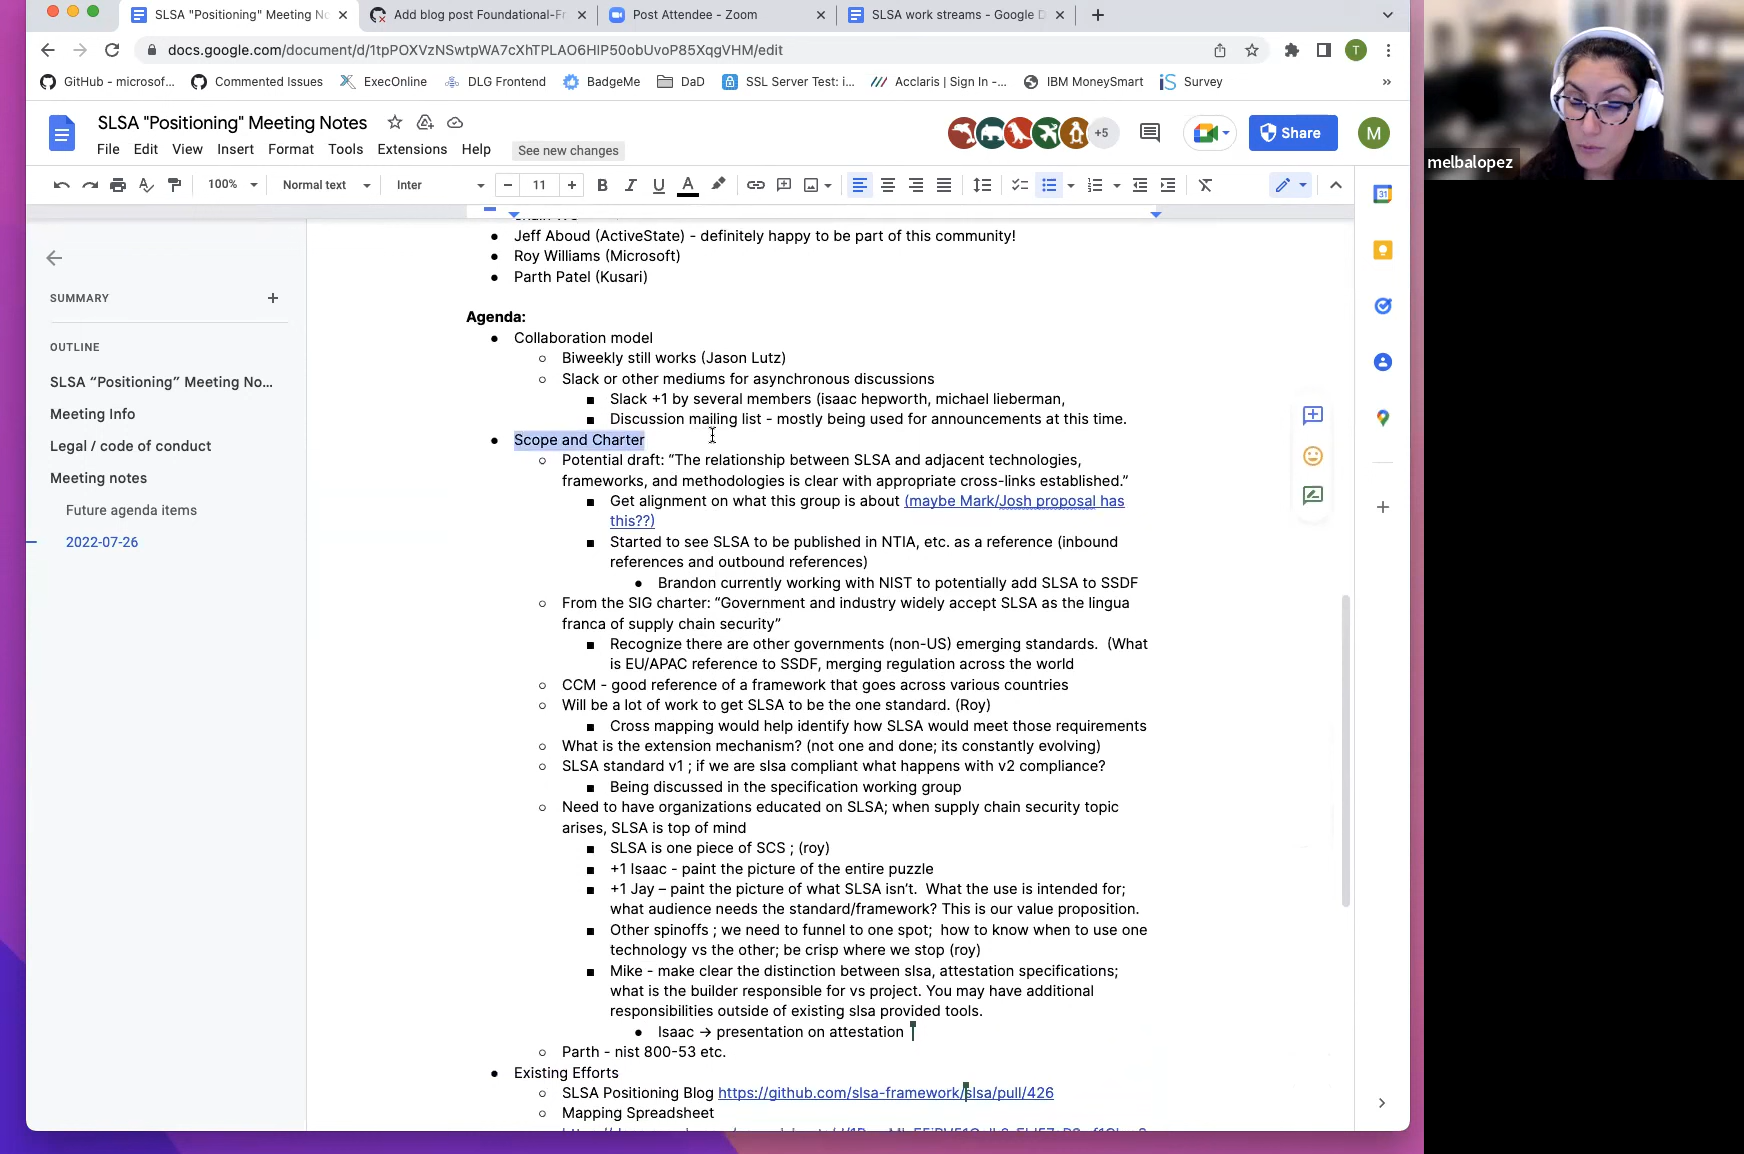 SLSA "Positioning" Meeting No
Add blog post Foundational-Fr
Post Attendee - Zoom
SLSA work streams - Google D
docs.google.com/document/d/1tpPOXVzNSwtpWA7cXhTPLAO6HlP50obUvoP85XqgVHM/edit
T
GitHub - microsof...
Commented Issues
ExecOnline
DLG Frontend
BadgeMe
DaD
SSL Server Test: i...
Acclaris | Sign In -...
IBM MoneySmart
Survey
»
SLSA "Positioning" Meeting Notes
File Edit View Insert Format Tools Extensions Help
See new changes
+5
Share
M
100%
Normal text
Inter
11
B I U A
31
melbalopez
SUMMARY
OUTLINE
SLSA “Positioning” Meeting No...
Meeting Info
Legal / code of conduct
Meeting notes
Future agenda items
2022-07-26
Jeff Aboud (ActiveState) - definitely happy to be part of this community!
Roy Williams (Microsoft)
Parth Patel (Kusari)
Agenda:
Collaboration model
Biweekly still works (Jason Lutz)
Slack or other mediums for asynchronous discussions
Slack +1 by several members (isaac hepworth, michael lieberman,
Discussion mailing list - mostly being used for announcements at this time.
Scope and Charter
Potential draft: “The relationship between SLSA and adjacent technologies,
frameworks, and methodologies is clear with appropriate cross-links established.”
Get alignment on what this group is about (maybe Mark/Josh proposal has
this??)
Started to see SLSA to be published in NTIA, etc. as a reference (inbound
references and outbound references)
Brandon currently working with NIST to potentially add SLSA to SSDF
From the SIG charter: “Government and industry widely accept SLSA as the lingua
franca of supply chain security”
Recognize there are other governments (non-US) emerging standards. (What
is EU/APAC reference to SSDF, merging regulation across the world
CCM - good reference of a framework that goes across various countries
Will be a lot of work to get SLSA to be the one standard. (Roy)
Cross mapping would help identify how SLSA would meet those requirements
What is the extension mechanism? (not one and done; its constantly evolving)
SLSA standard v1 ; if we are slsa compliant what happens with v2 compliance?
Being discussed in the specification working group
Need to have organizations educated on SLSA; when supply chain security topic
arises, SLSA is top of mind
SLSA is one piece of SCS ; (roy)
+1 Isaac - paint the picture of the entire puzzle
+1 Jay – paint the picture of what SLSA isn’t. What the use is intended for;
what audience needs the standard/framework? This is our value proposition.
Other spinoffs ; we need to funnel to one spot; how to know when to use one
technology vs the other; be crisp where we stop (roy)
Mike - make clear the distinction between slsa, attestation specifications;
what is the builder responsible for vs project. You may have additional
responsibilities outside of existing slsa provided tools.
Isaac → presentation on attestation
Parth - nist 800-53 etc.
Existing Efforts
SLSA Positioning Blog https://github.com/slsa-framework/slsa/pull/426
Mapping Spreadsheet